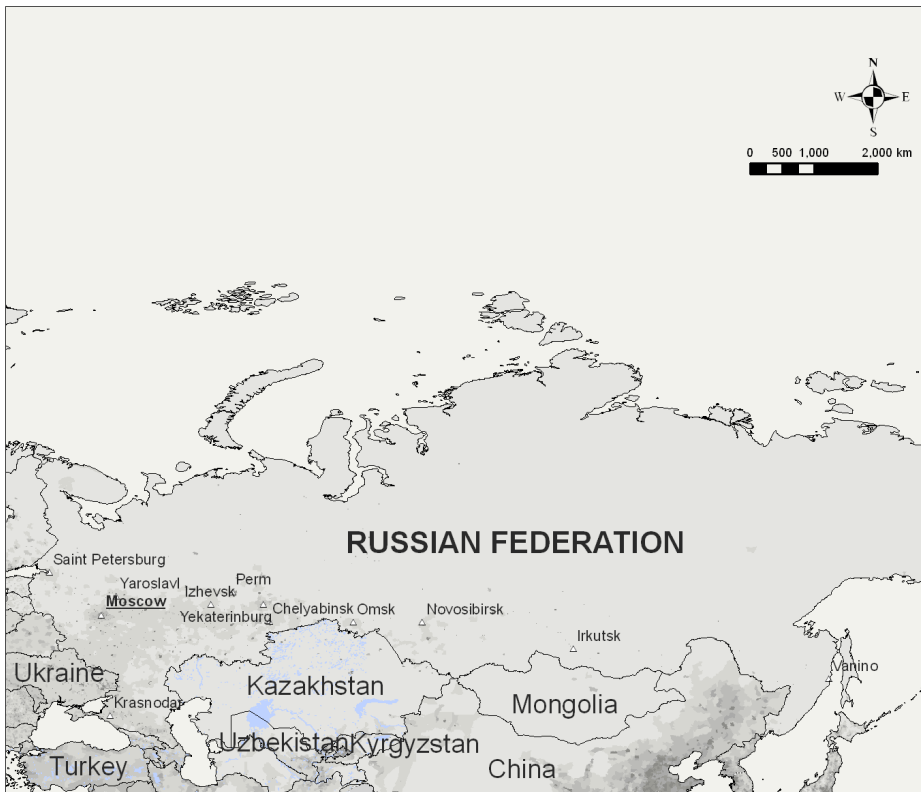 N
W E
S
0 500 1,000 2,000 km
RUSSIAN FEDERATION
Saint Petersburg
Yaroslavl
Izhevsk
Perm
Moscow
Yekaterinburg
Chelyabinsk
Omsk
Novosibirsk
Irkutsk
Vanino
Ukraine
Kazakhstan
Krasnodar
Mongolia
Uzbekistan
Kyrgyzstan
Turkey
China